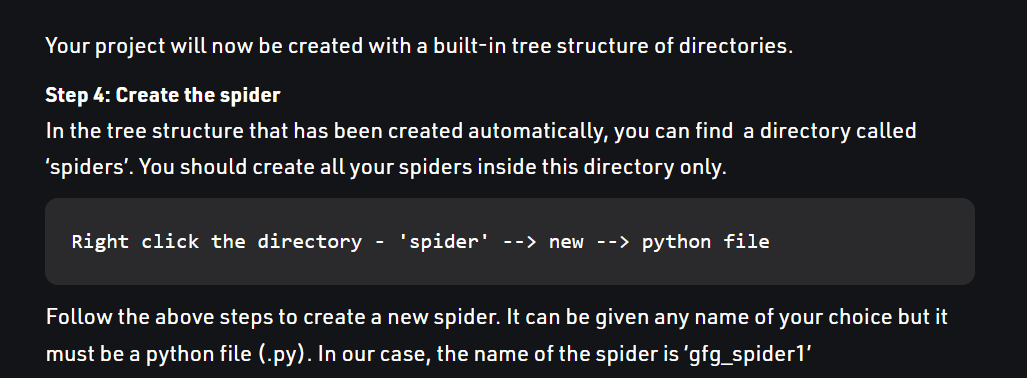 Your project will now be created with a built-in tree structure of directories.
Step 4: Create the spider
In the tree structure that has been created automatically, you can find  a directory called
‘spiders’. You should create all your spiders inside this directory only.
Right click the directory - 'spider' --> new --> python file
Follow the above steps to create a new spider. It can be given any name of your choice but it
must be a python file (.py). In our case, the name of the spider is ‘gfg_spider1’